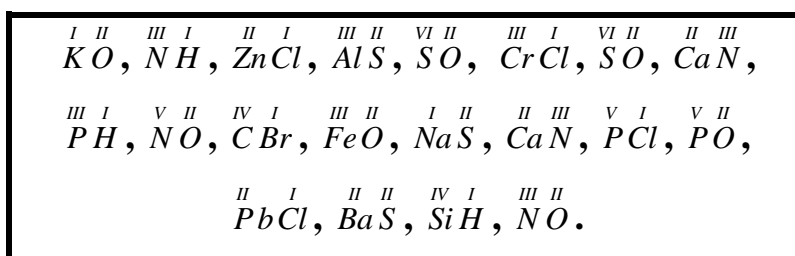 I II III I II I III II VI II III I VI II II III
K O, N H, Zn Cl, Al S, S O, Cr Cl, S O, Ca N,
III I V II IV I III II I II II III V I V II
P H, N O, C Br, Fe O, Na S, Ca N, P Cl, P O,
II I II II IV I III II
Pb Cl, Ba S, Si H, N O.